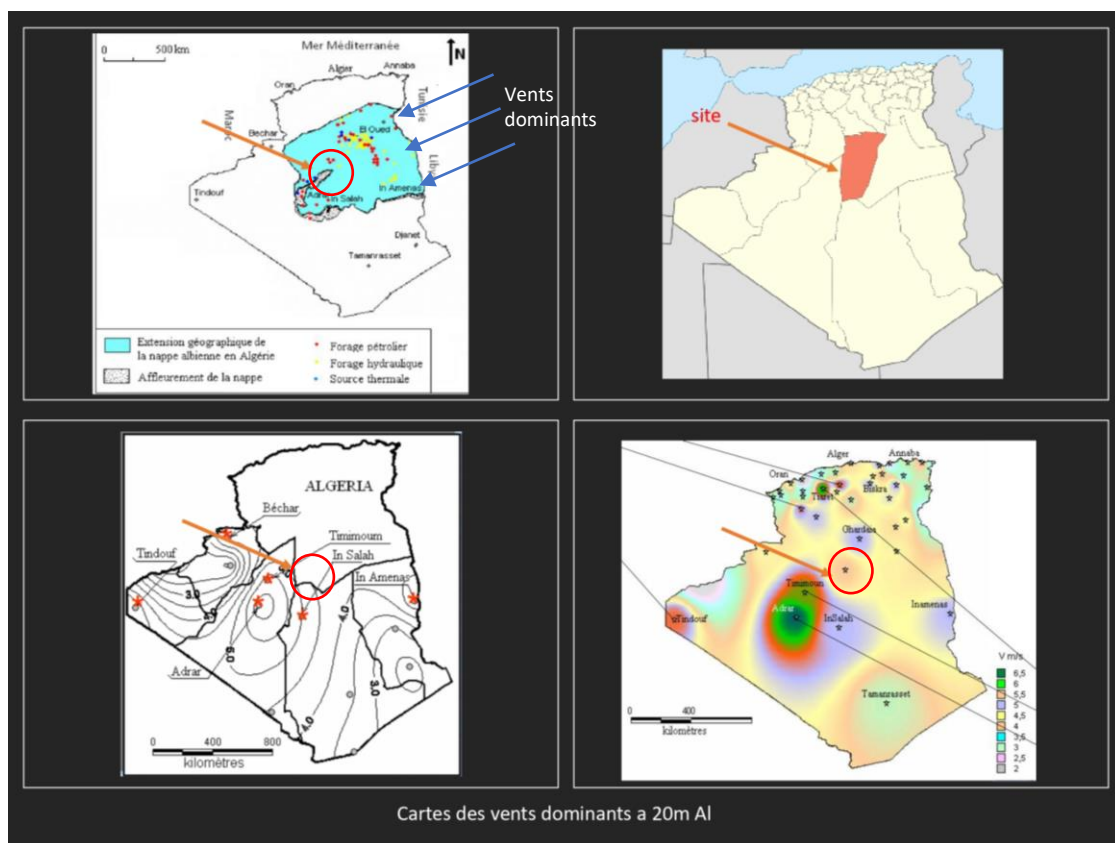 Mer Méditerranée
0 500 km
N
Alger Annaba
Oran
Tunisie
Vents
dominants
Maroc
El Oued
Bechar
In Amenas
In Salah
Tindouf
Djanet
Tamanrasset
Extension géographique de
la nappe albienne en Algérie
Affleurement de la nappe
Forage pétrolier
Forage hydraulique
Source thermale
site
ALGERIA
Béchar
Timimoum
Tindouf
In Salah
In Amenas
3.0
4.0
6.0
3.0
4.0
Adrar
0 400 800
kilomètres
Alger Annaba
Oran
Tiaret
Biskra
Ghardaia
Timimoun
Adrar
InSalah
Inamenas
Tindouf
Tamanrasset
V m/s
6,5
6
5,5
5
4,5
4
3,5
3
2,5
2
0 400
kilomètres
Cartes des vents dominants a 20m Al